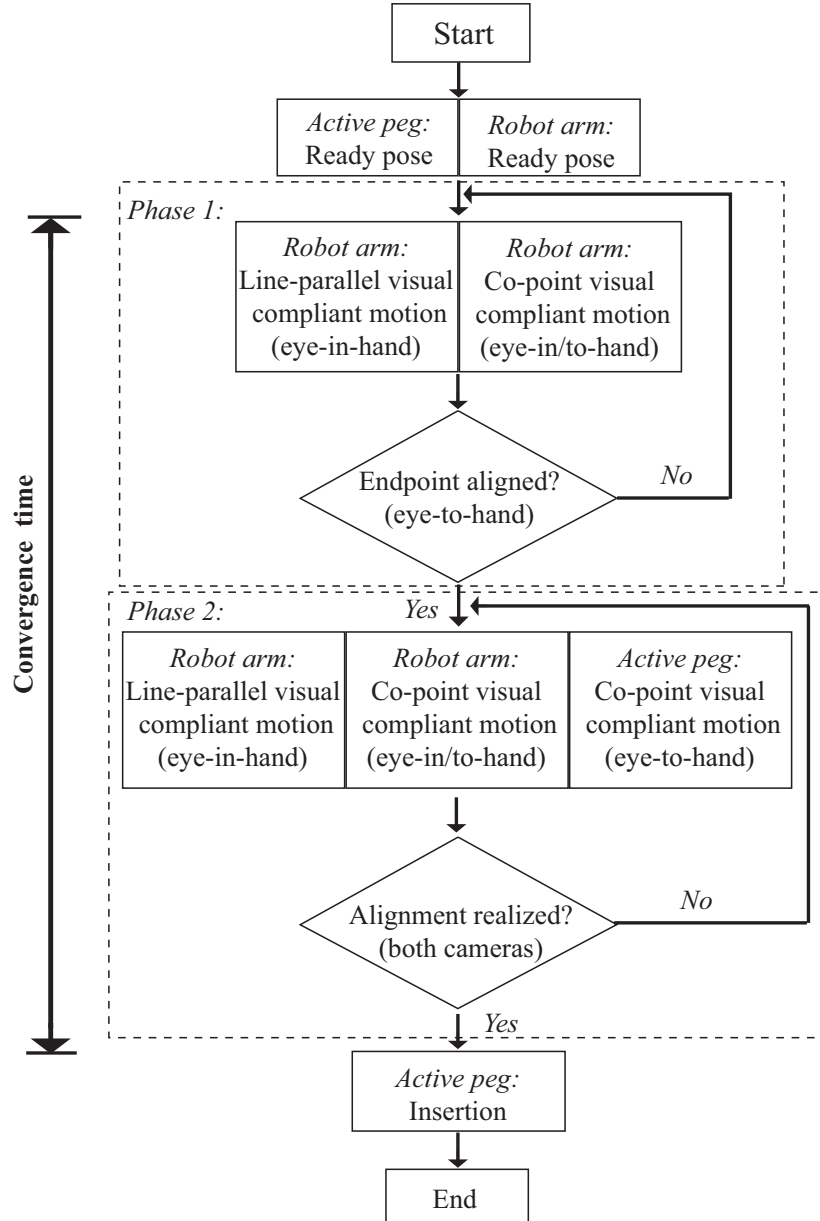 Start
Active peg:
Ready pose
Robot arm:
Ready pose
Phase 1:
Robot arm:
Line-parallel visual
compliant motion
(eye-in-hand)
Robot arm:
Co-point visual
compliant motion
(eye-in/to-hand)
Endpoint aligned?
(eye-to-hand)
No
Convergence time
Yes
Phase 2:
Robot arm:
Line-parallel visual
compliant motion
(eye-in-hand)
Robot arm:
Co-point visual
compliant motion
(eye-in/to-hand)
Active peg:
Co-point visual
compliant motion
(eye-to-hand)
Alignment realized?
(both cameras)
No
Yes
Active peg:
Insertion
End